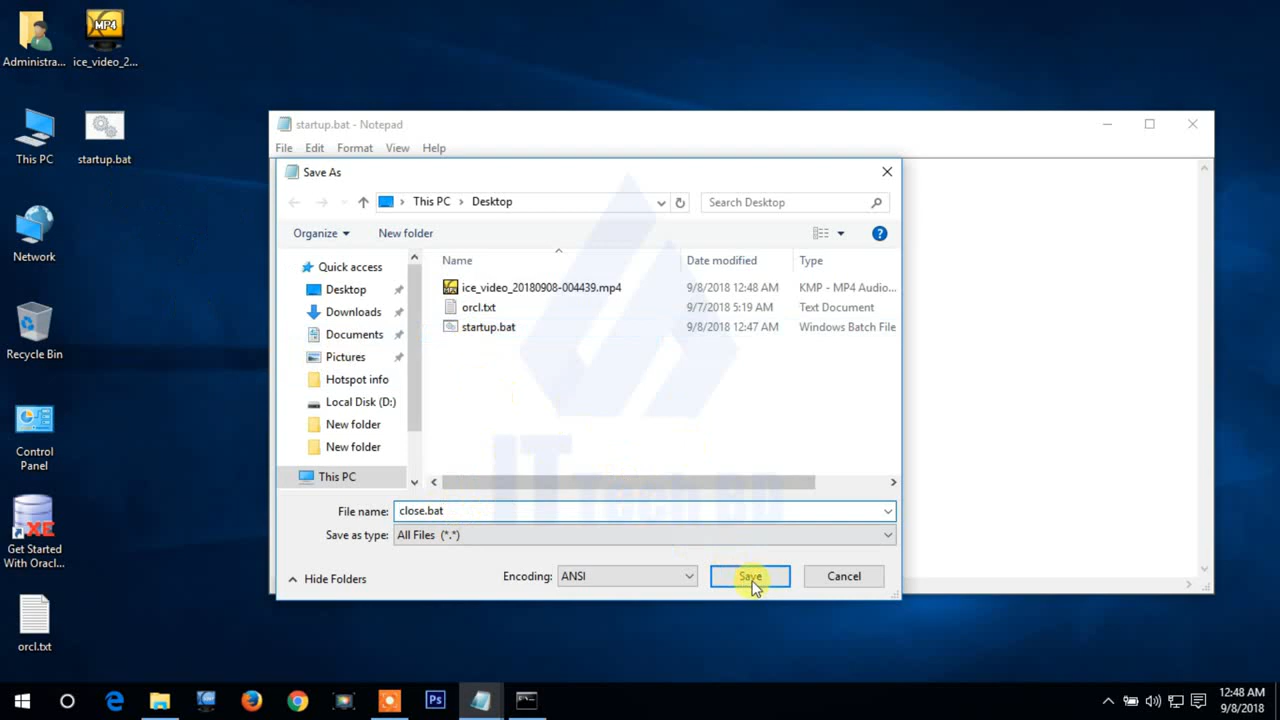 Administra...
ice_video_2...
This PC
startup.bat
Network
Recycle Bin
Control
Panel
Get Started
With Oracl...
orcl.txt
startup.bat - Notepad
File Edit Format View Help
Save As
This PC > Desktop
Search Desktop
Organize
New folder
Name
Date modified
Type
Quick access
Desktop
Downloads
Documents
Pictures
Hotspot info
Local Disk (D:)
New folder
New folder
This PC
ice_video_20180908-004439.mp4 9/8/2018 12:48 AM KMP - MP4 Audio...
orcl.txt 9/7/2018 5:19 AM Text Document
startup.bat 9/8/2018 12:47 AM Windows Batch File
File name: close.bat
Save as type: All Files (*.*)
Hide Folders
Encoding: ANSI
Save
Cancel
MP4
XE
Ps
12:48 AM
9/8/2018